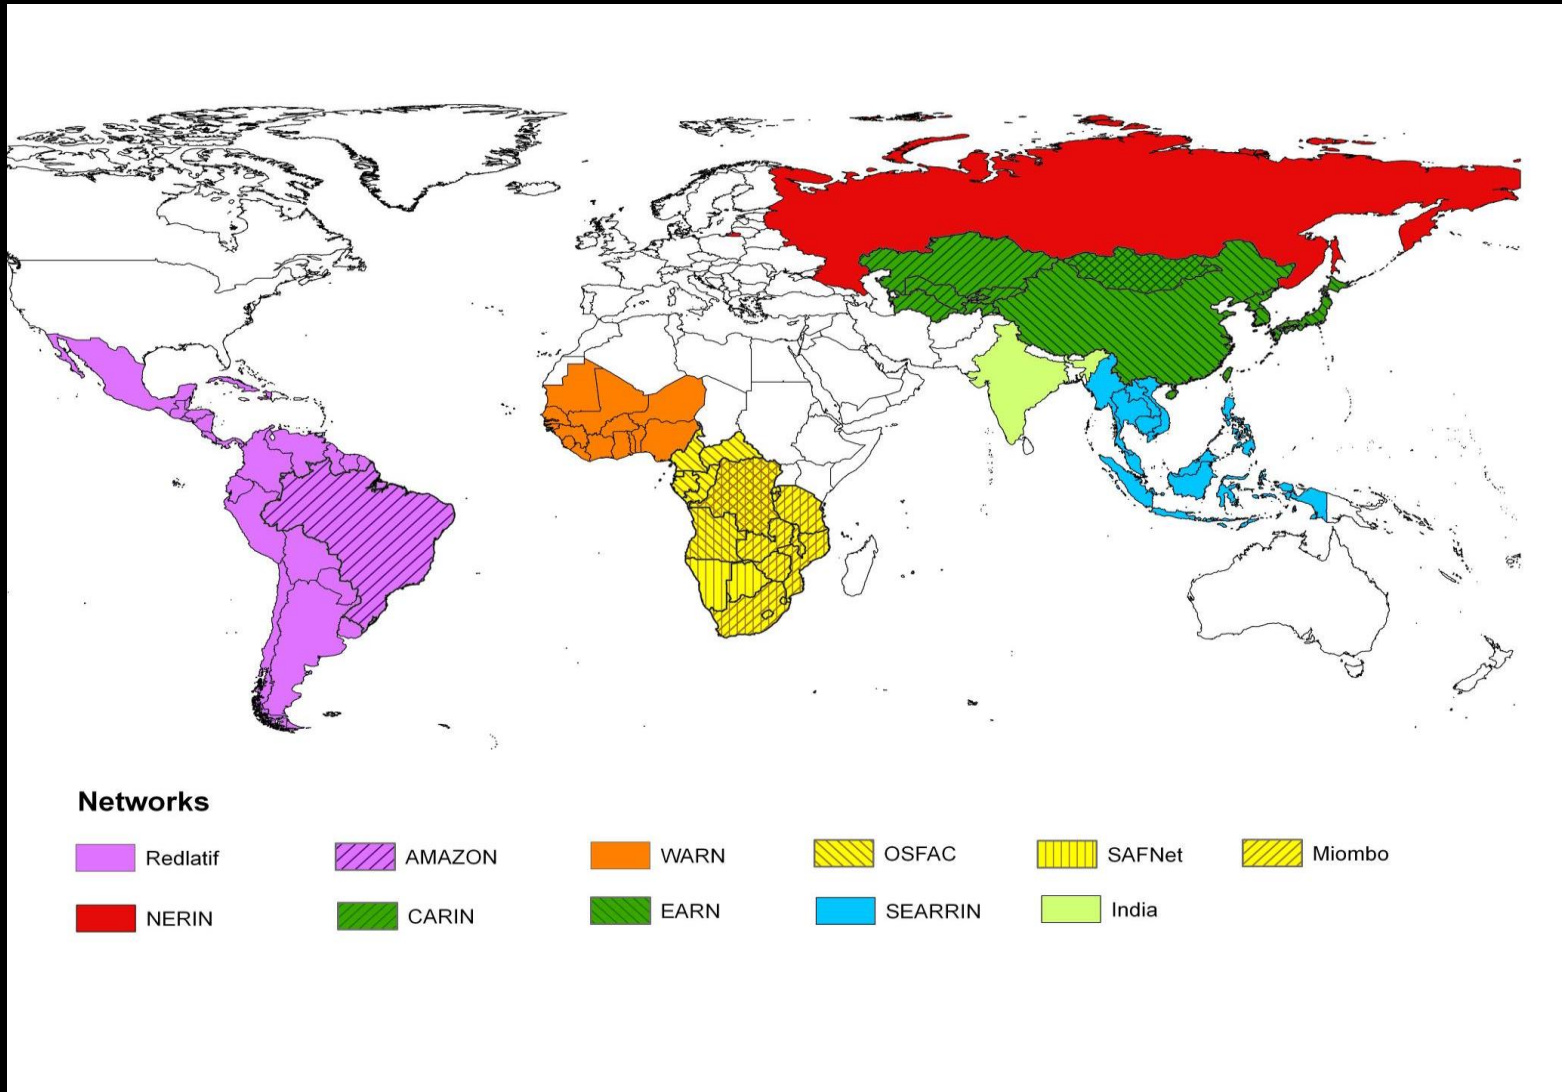 Networks
Redlatif AMAZON WARN OSFAC SAFNet Miombo
NERIN CARIN EARN SEARRIN India